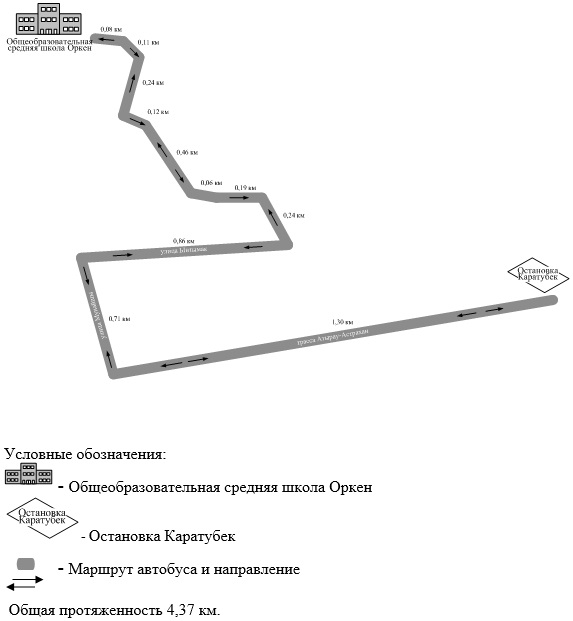 0,08 км
0,11 км
Общеобразовательная
средняя школа Оркен
0,24 км
0,12 км
0,46 км
0,06 км
0,19 км
0,24 км
0,86 км
улица
Остановка
Каратубек
улица
0,71 км
1,30 км
трасса Атырау-Астрахан
Условные обозначения:
- Общеобразовательная средняя школа Оркен
Остановка
Каратубек
- Остановка Каратубек
- Маршрут автобуса и направление
Общая протяженность 4,37 км.